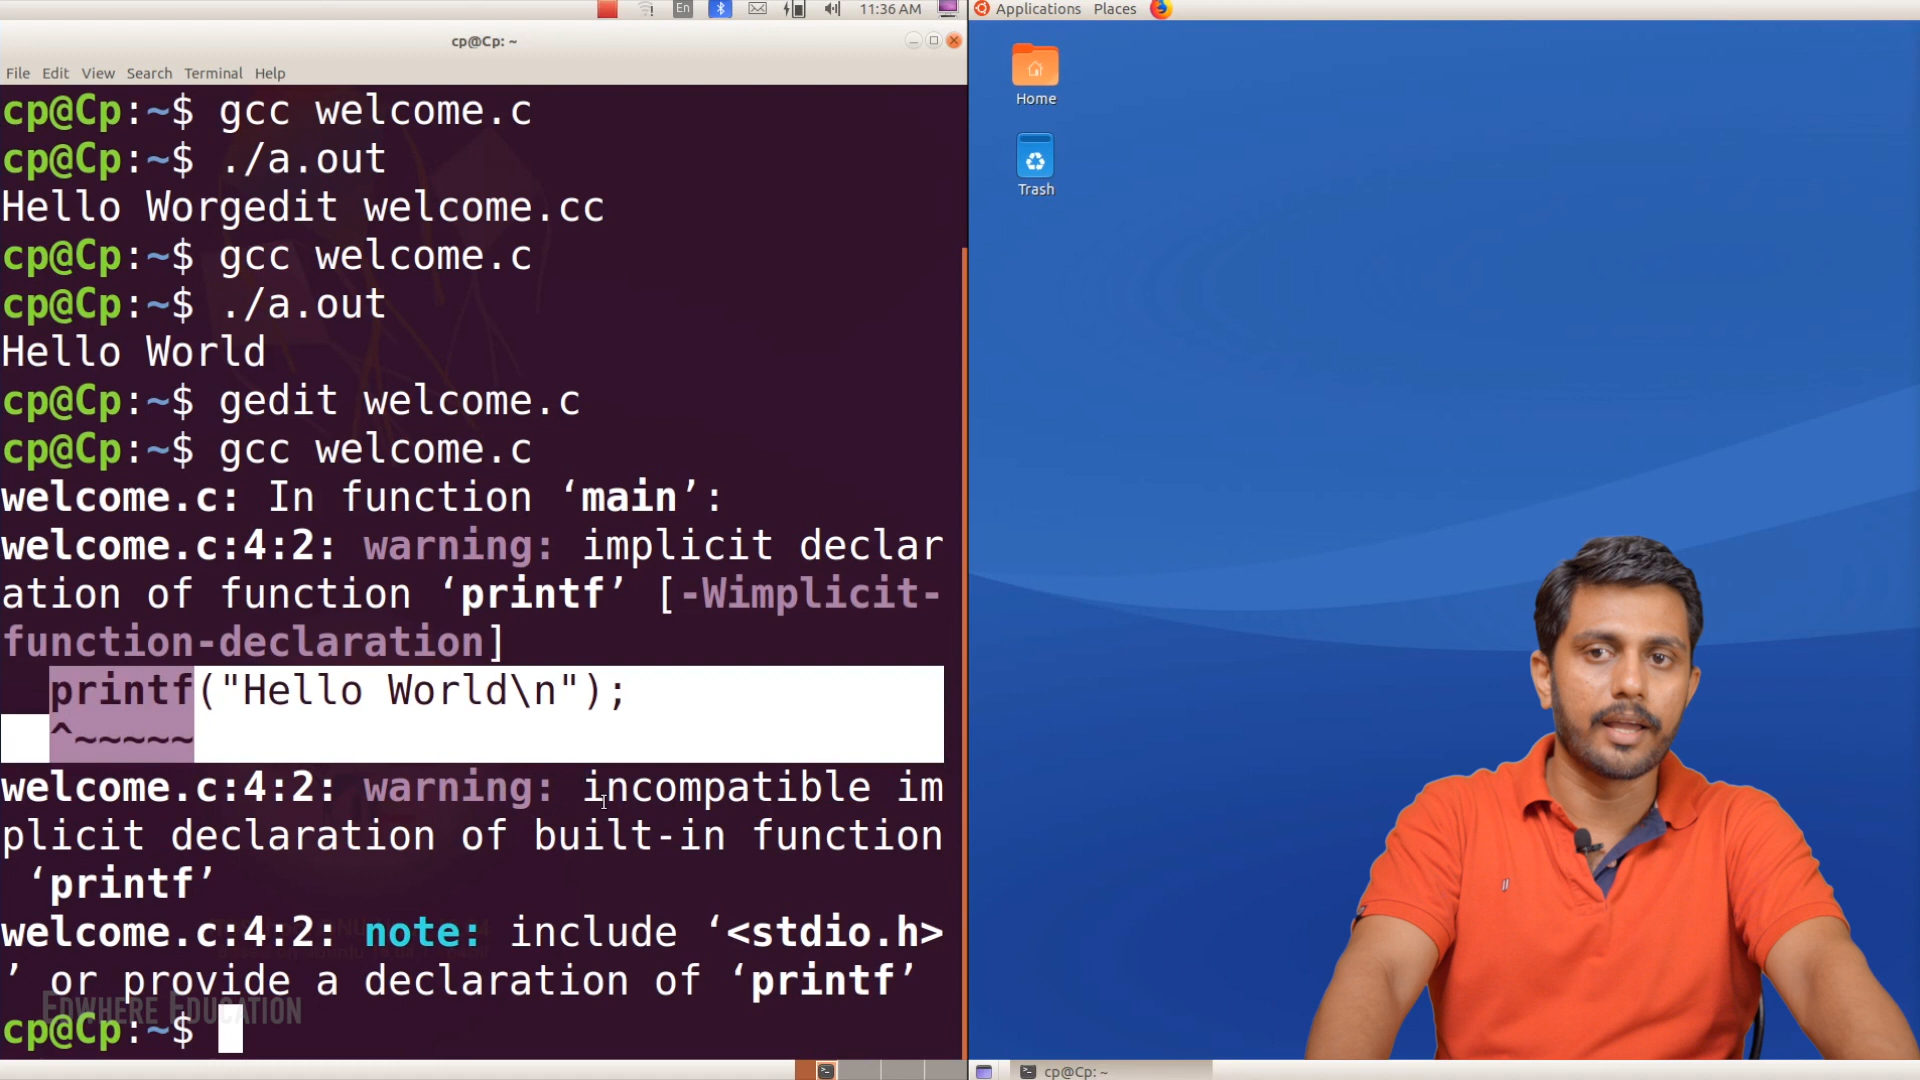 En
11:36 AM
Applications Places
cp@Cp: ~
File Edit View Search Terminal Help
Home
Trash
cp@Cp:~$ gcc welcome.c
cp@Cp:~$ ./a.out
Hello Worgedit welcome.cc
cp@Cp:~$ gcc welcome.c
cp@Cp:~$ ./a.out
Hello World
cp@Cp:~$ gedit welcome.c
cp@Cp:~$ gcc welcome.c
welcome.c: In function ‘main’:
welcome.c:4:2: warning: implicit declar
ation of function ‘printf’ [-Wimplicit-
function-declaration]
printf("Hello World\n");
^~~~~~
welcome.c:4:2: warning: incompatible im
plicit declaration of built-in function
‘printf’
welcome.c:4:2: note: include ‘<stdio.h>
’ or provide a declaration of ‘printf’
cp@Cp:~$
Edwhere Education
cp@Cp: ~